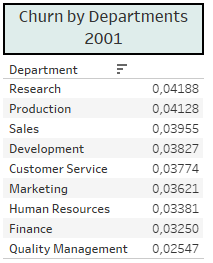 Churn by Departments
2001
Department
Research 0,04188
Production 0,04128
Sales 0,03955
Development 0,03827
Customer Service 0,03774
Marketing 0,03621
Human Resources 0,03381
Finance 0,03250
Quality Management 0,02547